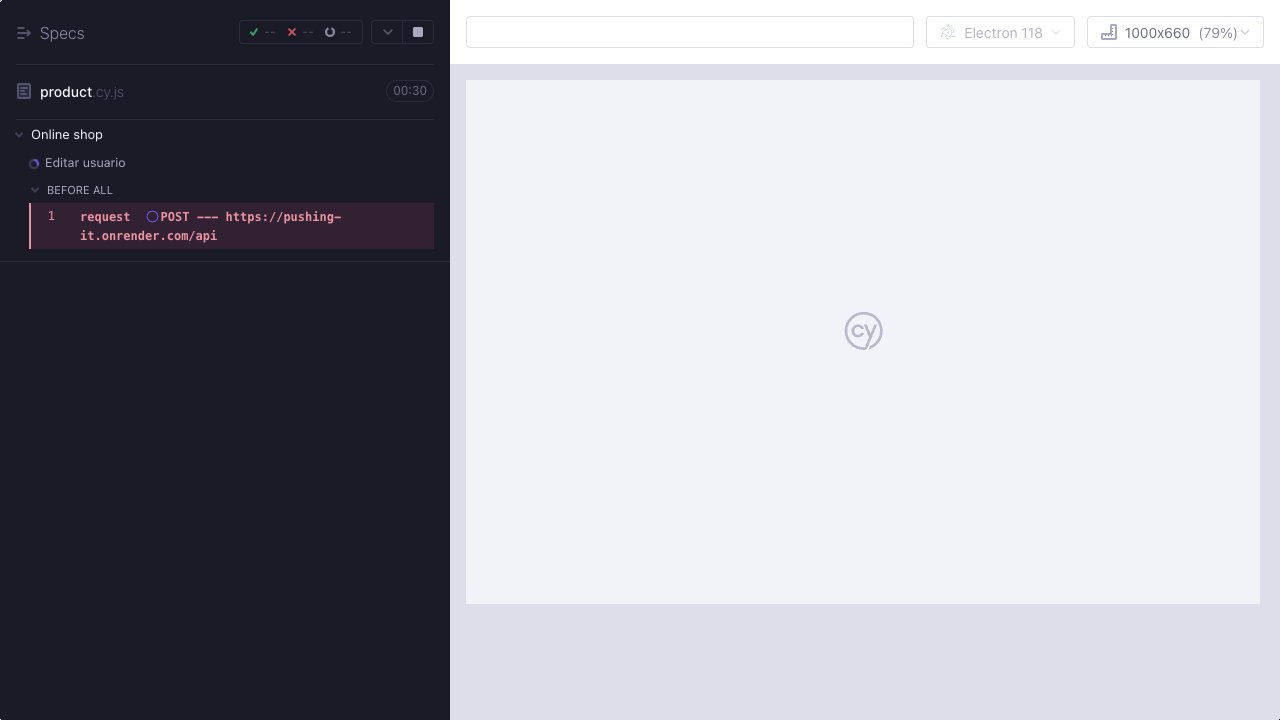 Specs
-- -- --
product.cy.js
00:30
Online shop
Editar usuario
BEFORE ALL
1 request POST --- https://pushing-
it.onrender.com/api
Electron 118
1000x660 (79%)
cy